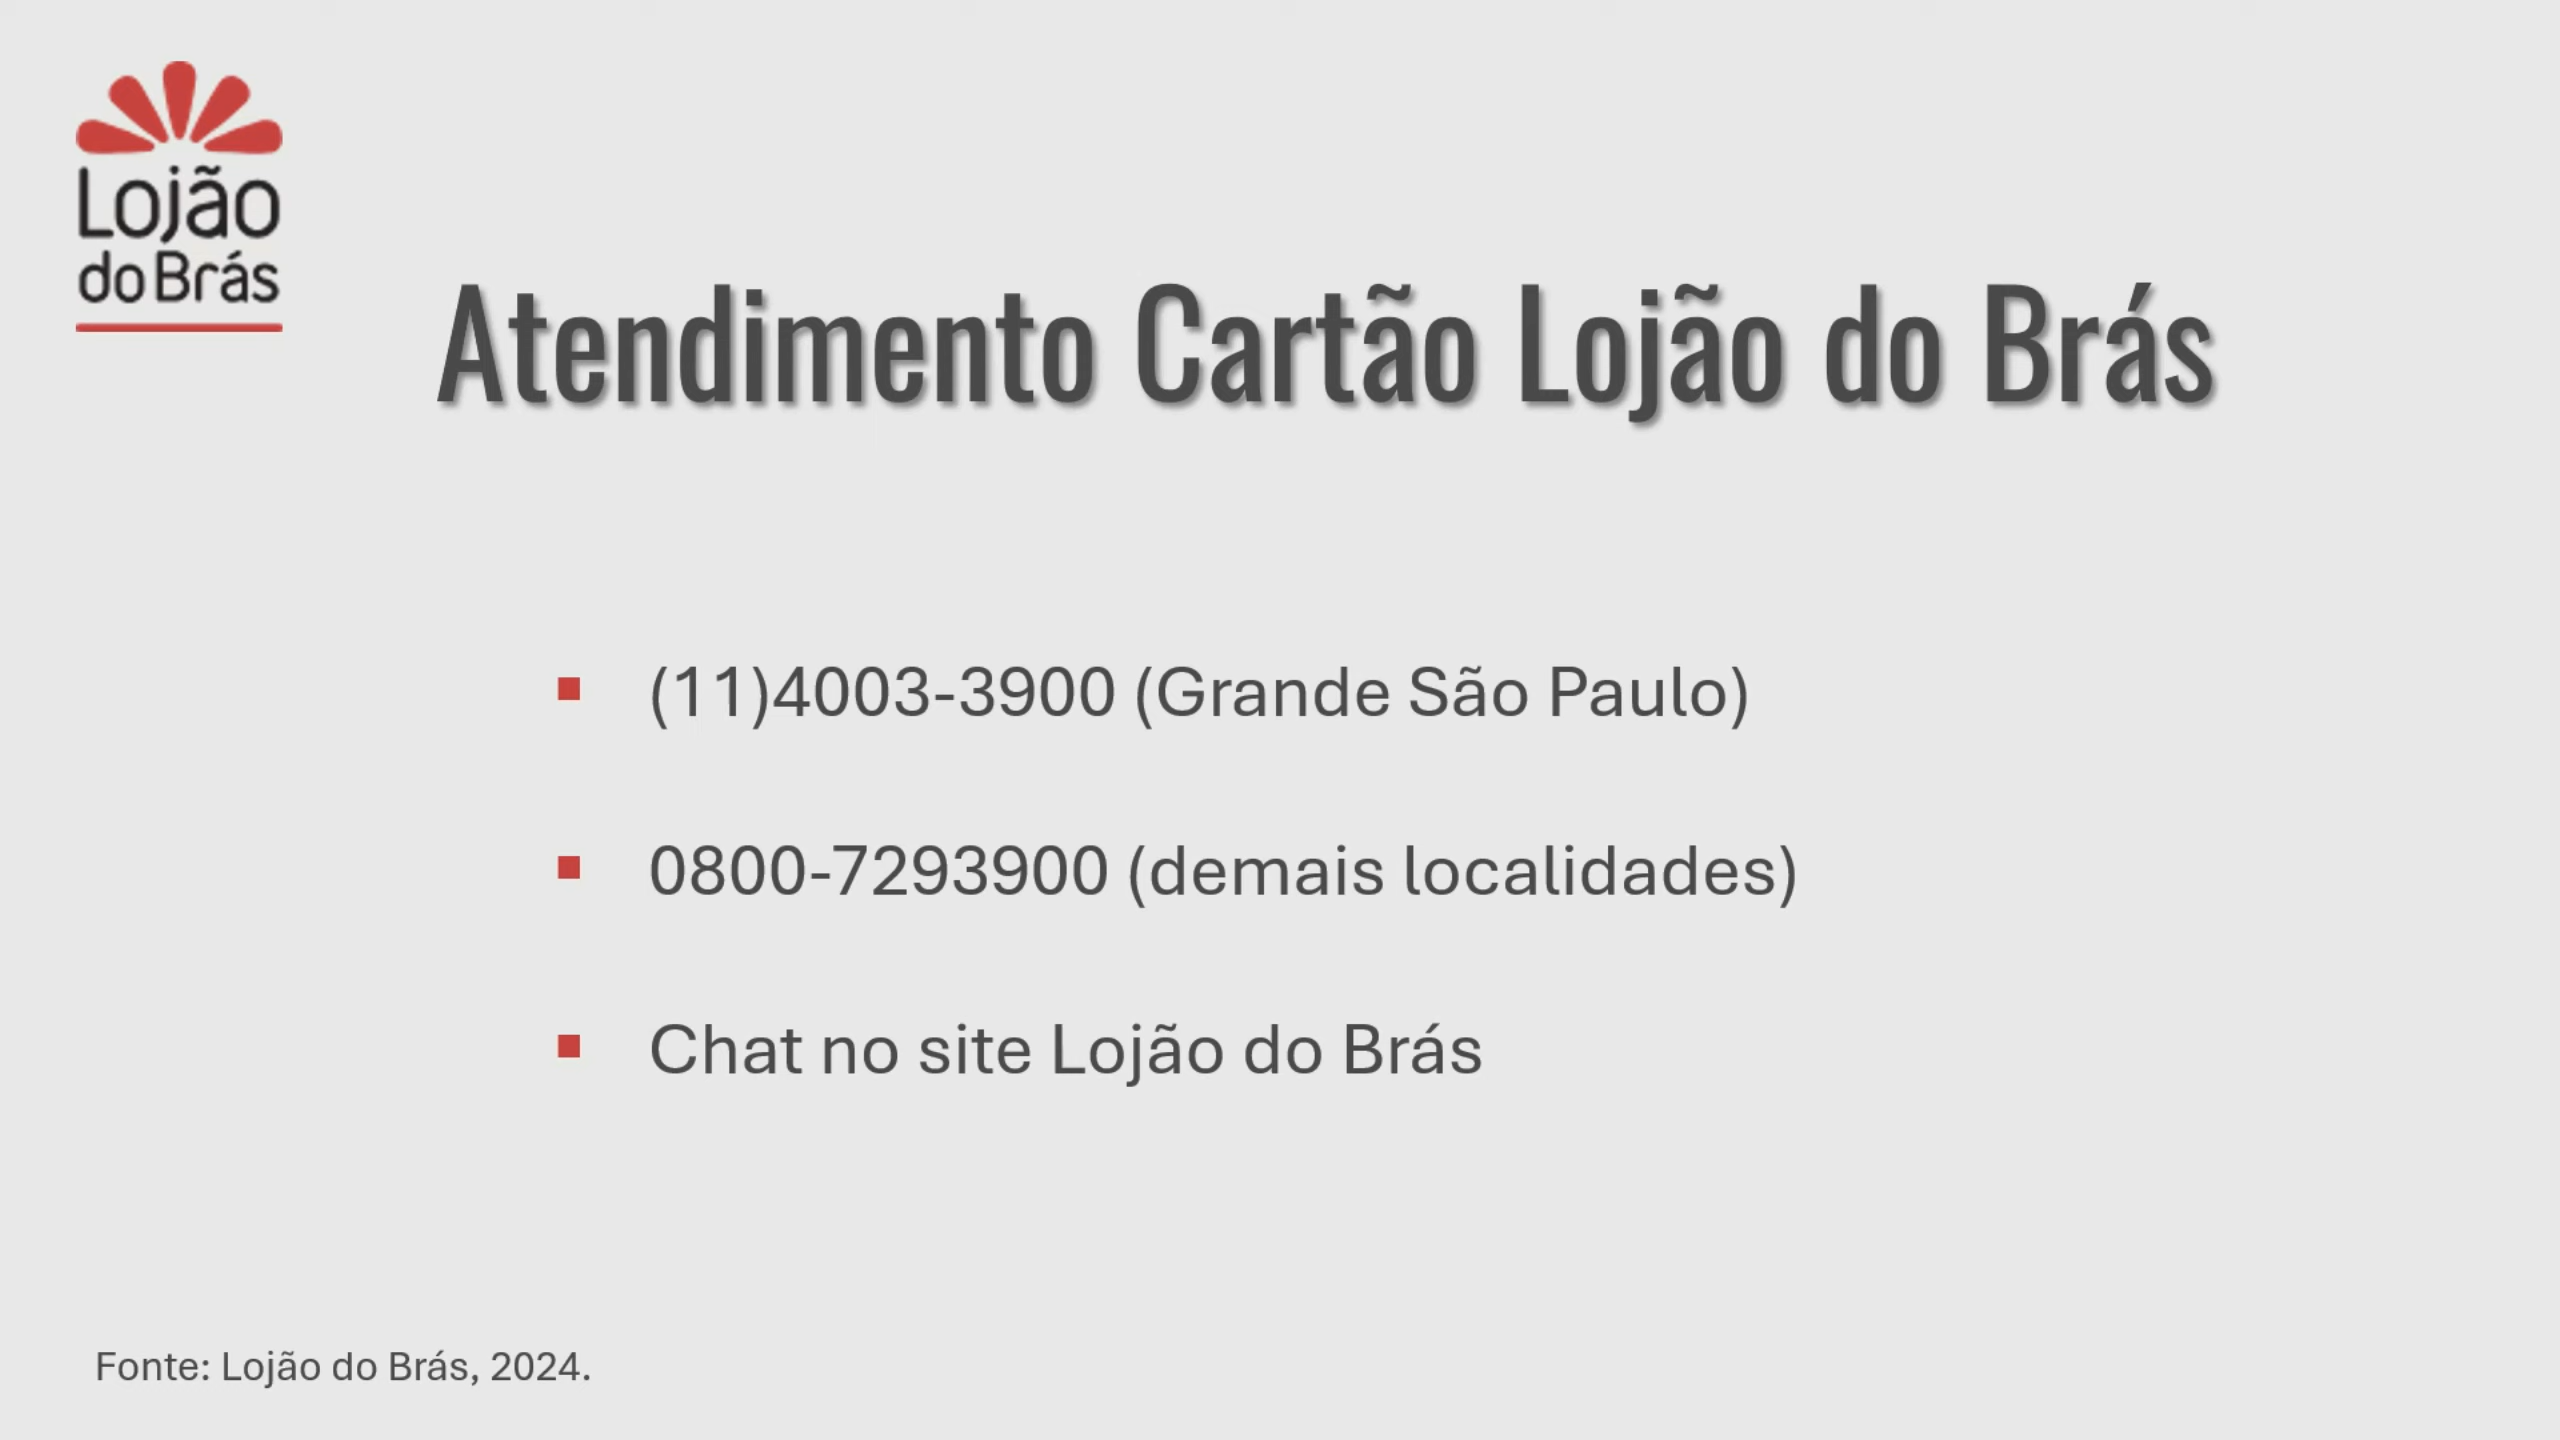 Lojão
do Brás
Atendimento Cartão Lojão do Brás
(11)4003-3900 (Grande São Paulo)
0800-7293900 (demais localidades)
Chat no site Lojão do Brás
Fonte: Lojão do Brás, 2024.